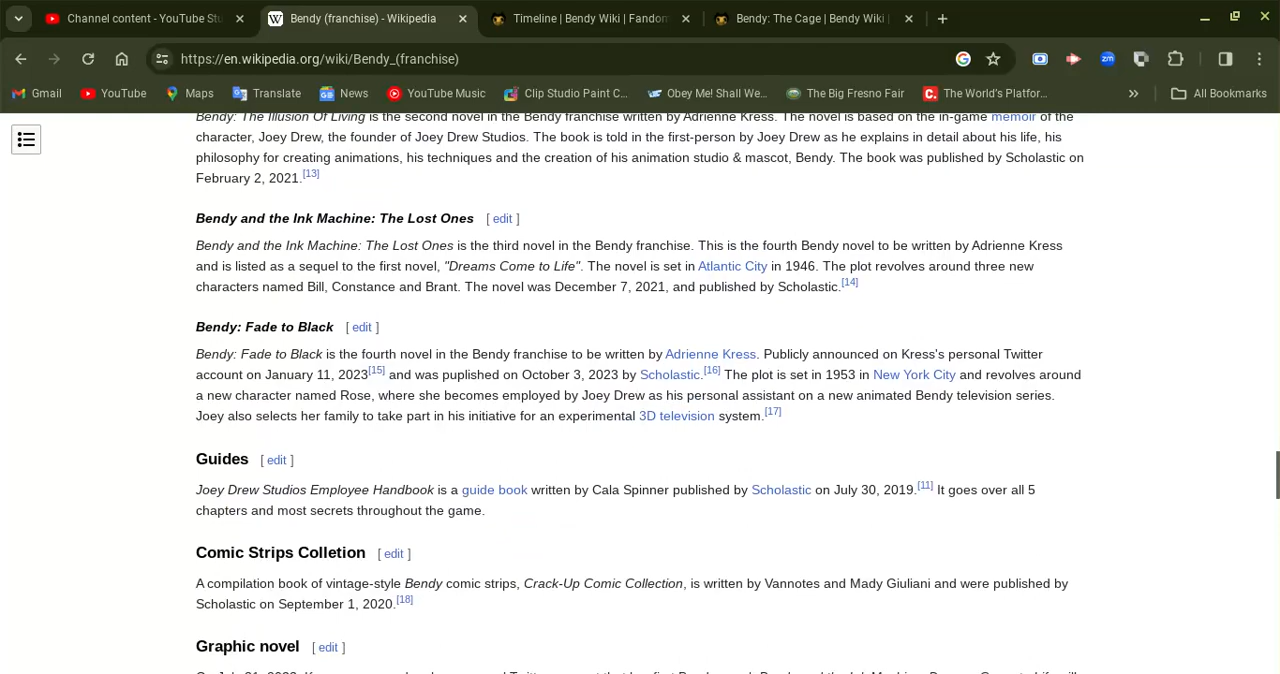 Channel content - YouTube Stu
Bendy (franchise) - Wikipedia
Timeline | Bendy Wiki | Fandom
Bendy: The Cage | Bendy Wiki |
https://en.wikipedia.org/wiki/Bendy_(franchise)
Gmail
YouTube
Maps
Translate
News
YouTube Music
Clip Studio Paint C...
Obey Me! Shall We...
The Big Fresno Fair
The World's Platfor...
All Bookmarks
Bendy: The Illusion Of Living is the second novel in the Bendy franchise written by Adrienne Kress. The novel is based on the in-game memoir of the
character, Joey Drew, the founder of Joey Drew Studios. The book is told in the first-person by Joey Drew as he explains in detail about his life, his
philosophy for creating animations, his techniques and the creation of his animation studio & mascot, Bendy. The book was published by Scholastic on
February 2, 2021.[13]
Bendy and the Ink Machine: The Lost Ones [ edit ]
Bendy and the Ink Machine: The Lost Ones is the third novel in the Bendy franchise. This is the fourth Bendy novel to be written by Adrienne Kress
and is listed as a sequel to the first novel, "Dreams Come to Life". The novel is set in Atlantic City in 1946. The plot revolves around three new
characters named Bill, Constance and Brant. The novel was December 7, 2021, and published by Scholastic.[14]
Bendy: Fade to Black [ edit ]
Bendy: Fade to Black is the fourth novel in the Bendy franchise to be written by Adrienne Kress. Publicly announced on Kress's personal Twitter
account on January 11, 2023[15] and was puplished on October 3, 2023 by Scholastic.[16] The plot is set in 1953 in New York City and revolves around
a new character named Rose, where she becomes employed by Joey Drew as his personal assistant on a new animated Bendy television series.
Joey also selects her family to take part in his initiative for an experimental 3D television system.[17]
Guides [ edit ]
Joey Drew Studios Employee Handbook is a guide book written by Cala Spinner published by Scholastic on July 30, 2019.[11] It goes over all 5
chapters and most secrets throughout the game.
Comic Strips Colletion [ edit ]
A compilation book of vintage-style Bendy comic strips, Crack-Up Comic Collection, is written by Vannotes and Mady Giuliani and were published by
Scholastic on September 1, 2020.[18]
Graphic novel [ edit ]